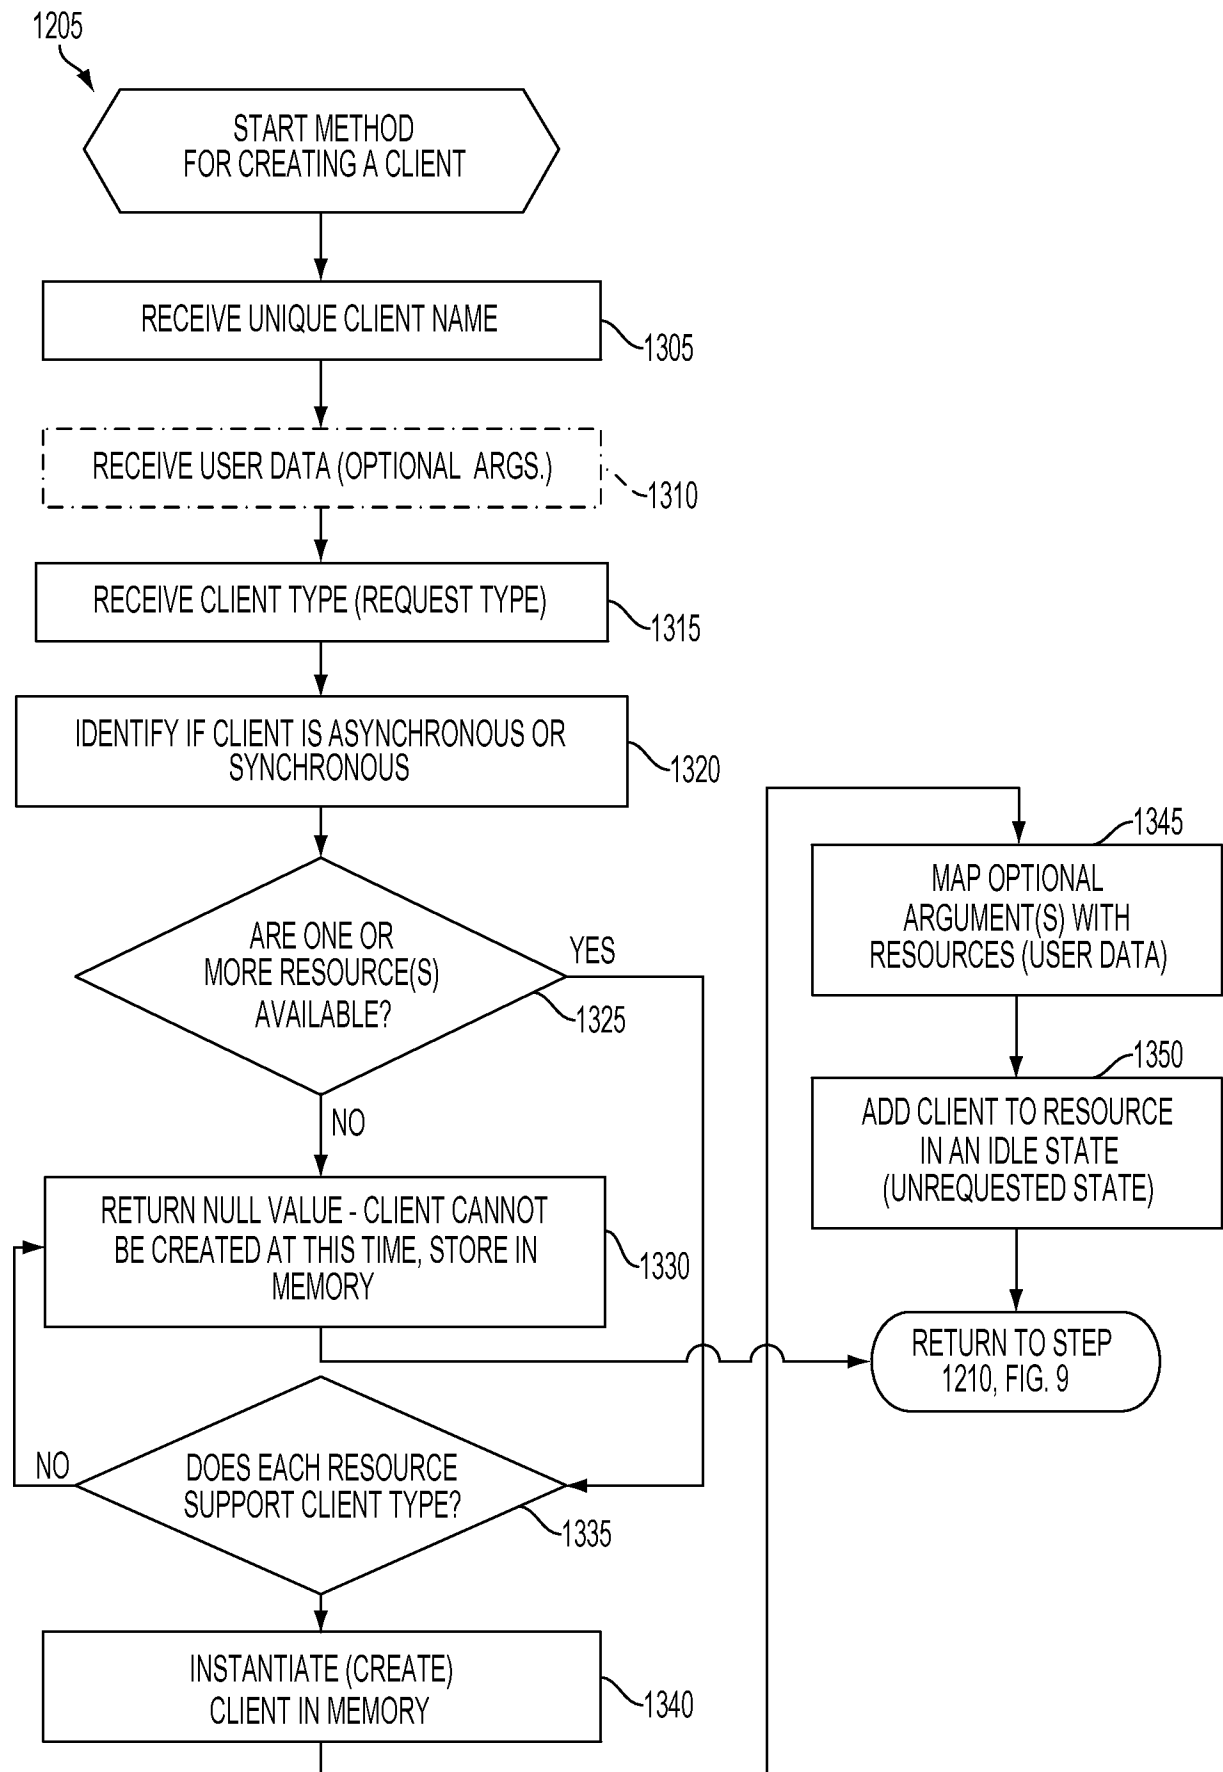 1205
START METHOD
FOR CREATING A CLIENT
RECEIVE UNIQUE CLIENT NAME
1305
RECEIVE USER DATA (OPTIONAL ARGS.)
1310
RECEIVE CLIENT TYPE (REQUEST TYPE)
1315
IDENTIFY IF CLIENT IS ASYNCHRONOUS OR
SYNCHRONOUS
1320
ARE ONE OR
MORE RESOURCE(S)
AVAILABLE?
YES
1325
NO
RETURN NULL VALUE - CLIENT CANNOT
BE CREATED AT THIS TIME, STORE IN
MEMORY
1330
NO
DOES EACH RESOURCE
SUPPORT CLIENT TYPE?
1335
INSTANTIATE (CREATE)
CLIENT IN MEMORY
1340
1345
MAP OPTIONAL
ARGUMENT(S) WITH
RESOURCES (USER DATA)
1350
ADD CLIENT TO RESOURCE
IN AN IDLE STATE
(UNREQUESTED STATE)
RETURN TO STEP
1210, FIG. 9